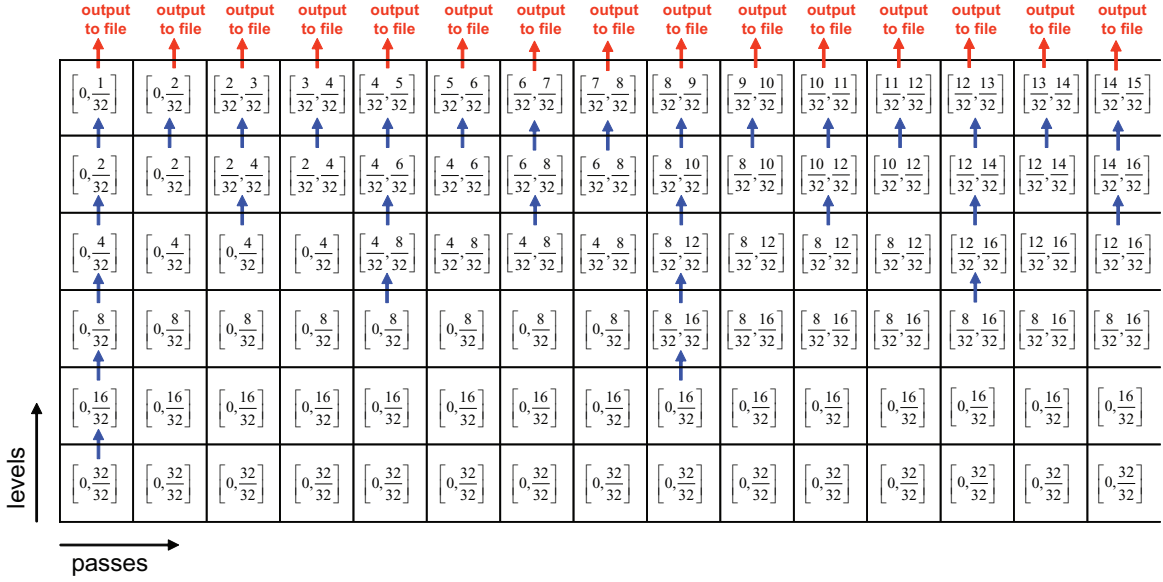 output output output output output output output output output output output output output output output
to file to file to file to file to file to file to file to file to file to file to file to file to file to file to file
[0,1/32] [0,2/32] [2/32,3/32] [3/32,4/32] [4/32,5/32] [5/32,6/32] [6/32,7/32] [7/32,8/32] [8/32,9/32] [9/32,10/32] [10/32,11/32] [11/32,12/32] [12/32,13/32] [13/32,14/32] [14/32,15/32]
[0,2/32] [0,2/32] [2/32,4/32] [2/32,4/32] [4/32,6/32] [4/32,6/32] [6/32,8/32] [6/32,8/32] [8/32,10/32] [8/32,10/32] [10/32,12/32] [10/32,12/32] [12/32,14/32] [12/32,14/32] [14/32,16/32]
[0,4/32] [0,4/32] [0,4/32] [0,4/32] [4/32,8/32] [4/32,8/32] [4/32,8/32] [4/32,8/32] [8/32,12/32] [8/32,12/32] [8/32,12/32] [8/32,12/32] [12/32,16/32] [12/32,16/32] [12/32,16/32]
[0,8/32] [0,8/32] [0,8/32] [0,8/32] [0,8/32] [0,8/32] [0,8/32] [0,8/32] [8/32,16/32] [8/32,16/32] [8/32,16/32] [8/32,16/32] [8/32,16/32] [8/32,16/32] [8/32,16/32]
[0,16/32] [0,16/32] [0,16/32] [0,16/32] [0,16/32] [0,16/32] [0,16/32] [0,16/32] [0,16/32] [0,16/32] [0,16/32] [0,16/32] [0,16/32] [0,16/32] [0,16/32]
[0,32/32] [0,32/32] [0,32/32] [0,32/32] [0,32/32] [0,32/32] [0,32/32] [0,32/32] [0,32/32] [0,32/32] [0,32/32] [0,32/32] [0,32/32] [0,32/32] [0,32/32]
levels
passes